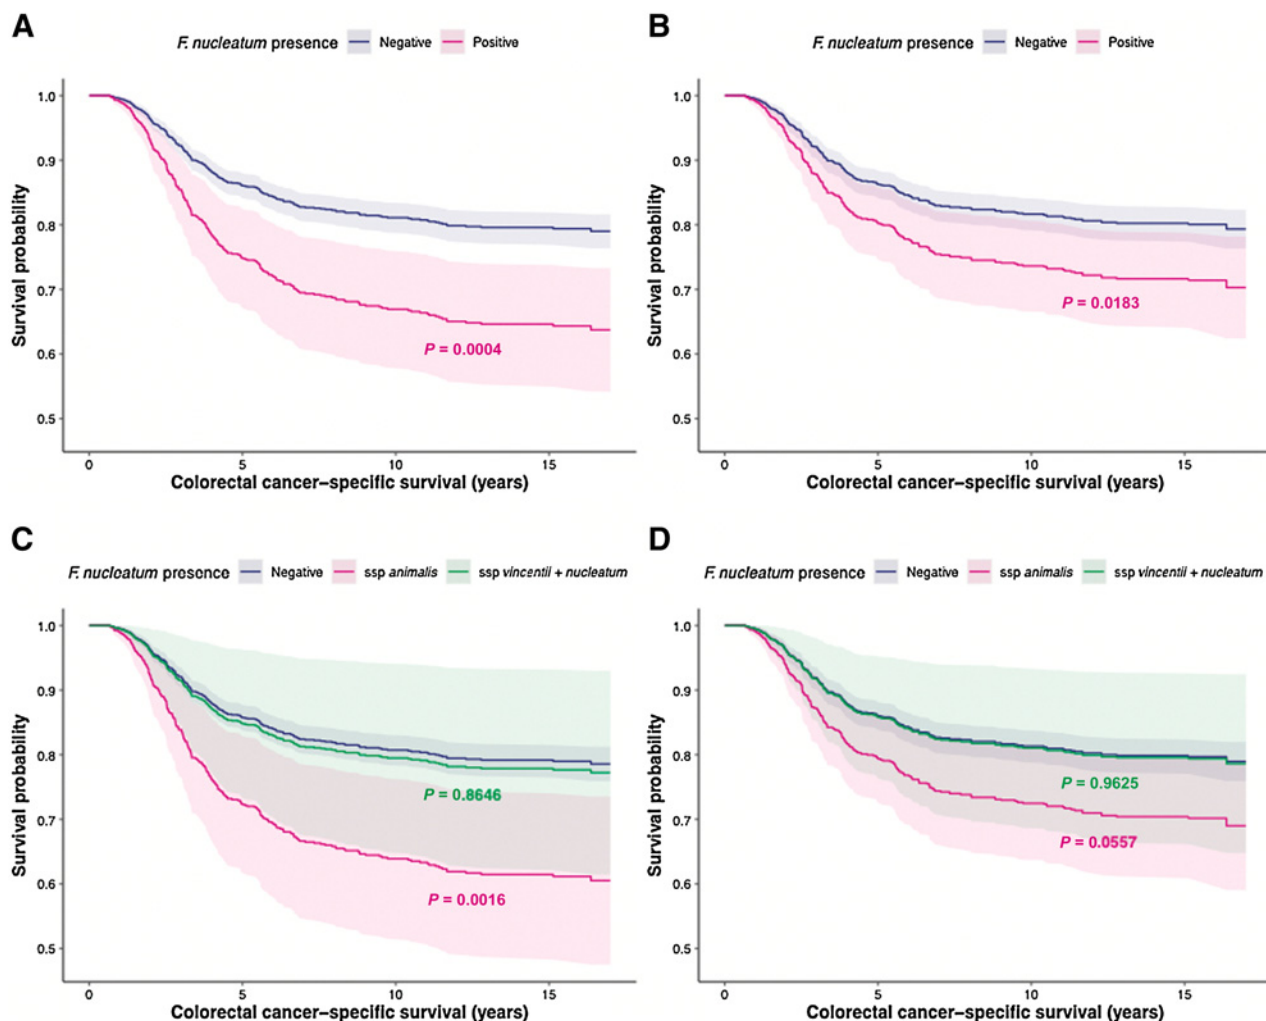 A
F. nucleatum presence Negative Positive
Survival probability
1.0
0.9
0.8
0.7
0.6
0.5
P = 0.0004
0 5 10 15
Colorectal cancer–specific survival (years)
B
F. nucleatum presence Negative Positive
Survival probability
1.0
0.9
0.8
0.7
0.6
0.5
P = 0.0183
0 5 10 15
Colorectal cancer–specific survival (years)
C
F. nucleatum presence Negative ssp animalis ssp vincentii + nucleatum
Survival probability
1.0
0.9
0.8
0.7
0.6
0.5
P = 0.8646
P = 0.0016
0 5 10 15
Colorectal cancer–specific survival (years)
D
F. nucleatum presence Negative ssp animalis ssp vincentii + nucleatum
Survival probability
1.0
0.9
0.8
0.7
0.6
0.5
P = 0.9625
P = 0.0557
0 5 10 15
Colorectal cancer–specific survival (years)